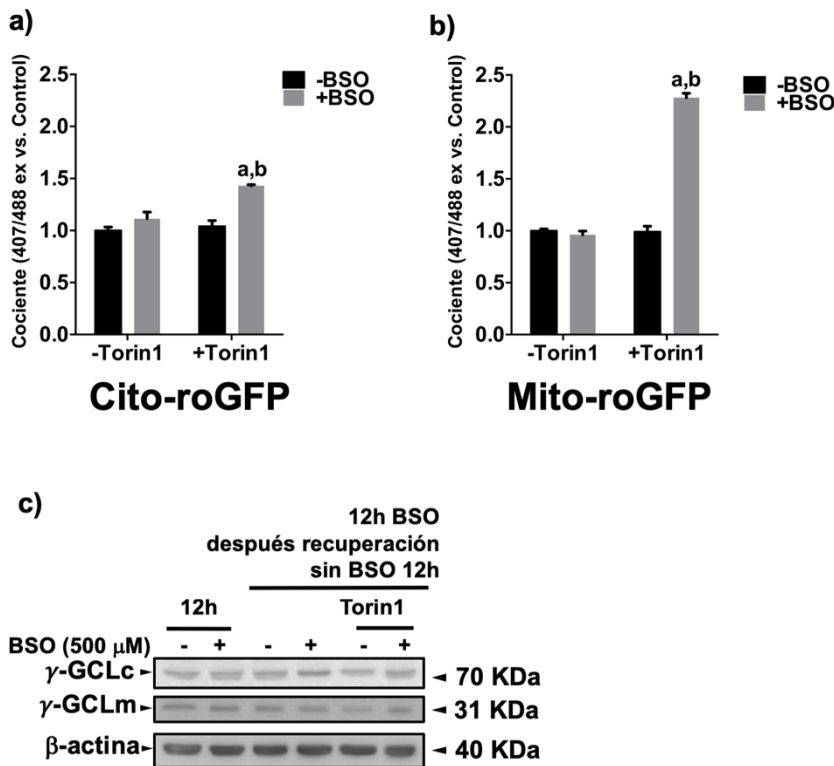 a)
Cociente (407/488 ex vs. Control)
2.5
2.0
1.5
1.0
0.5
0.0
-BSO
+BSO
a,b
-Torin1 +Torin1
Cito-roGFP
b)
Cociente (407/488 ex vs. Control)
2.5
2.0
1.5
1.0
0.5
0.0
-BSO
+BSO
a,b
-Torin1 +Torin1
Mito-roGFP
c)
12h BSO
después recuperación
sin BSO 12h
12h Torin1
BSO (500 μM) - + - + - +
γ-GCLc 70 KDa
γ-GCLm 31 KDa
β-actina 40 KDa